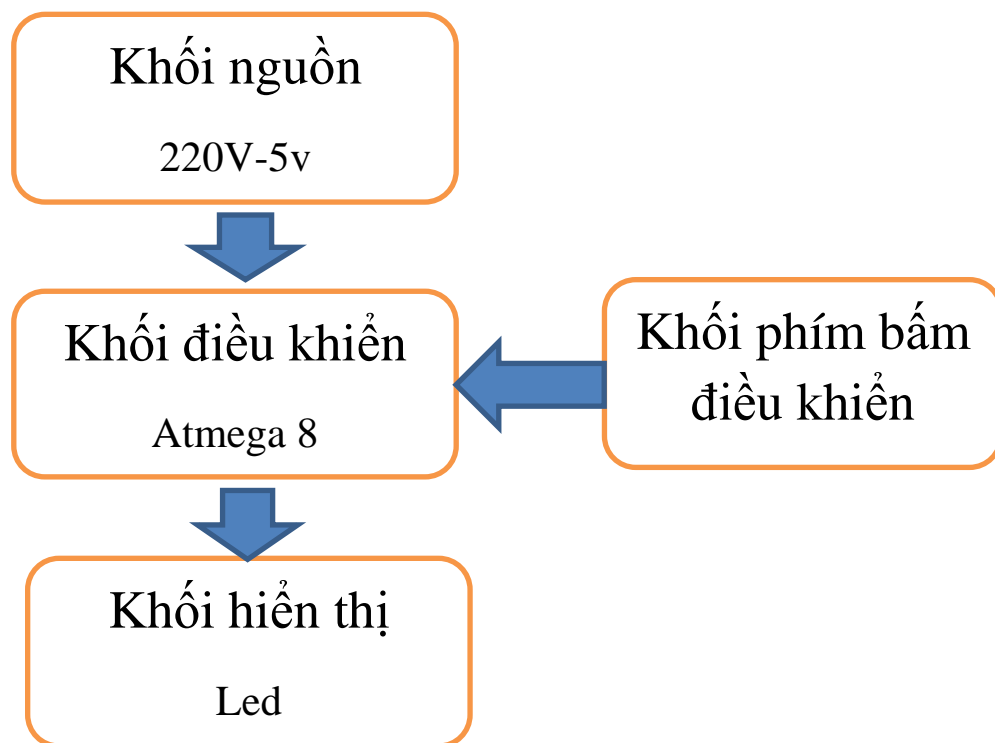 Khối nguồn
220V-5v
Khối điều khiển
Atmega 8
Khối phím bấm
điều khiển
Khối hiển thị
Led